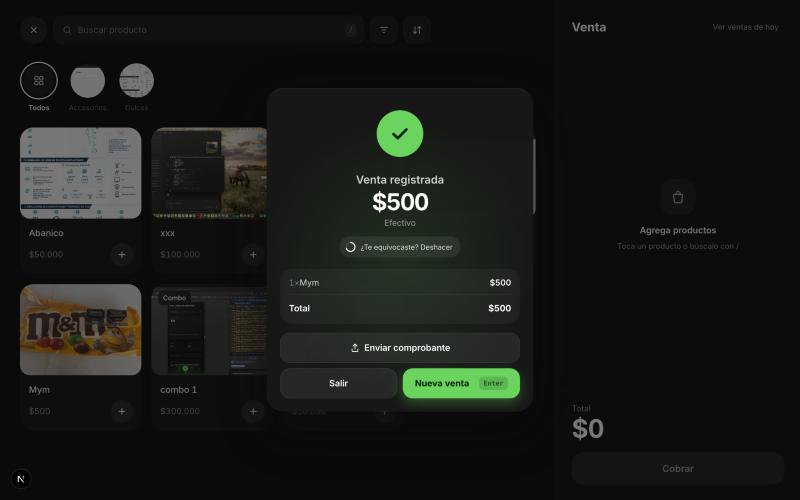 Buscar producto
/
Venta
Ver ventas de hoy
Todos
Accesorios
Dulces
Venta registrada
$500
Efectivo
¿Te equivocaste? Deshacer
1×Mym
$500
Total
$500
Enviar comprobante
Salir
Nueva venta
Enter
Abanico
$50.000
xxx
$100.000
Combo
m&m's
Mym
$500
combo 1
$300.000
Agrega productos
Toca un producto o búscalo con /
Total
$0
Cobrar
N